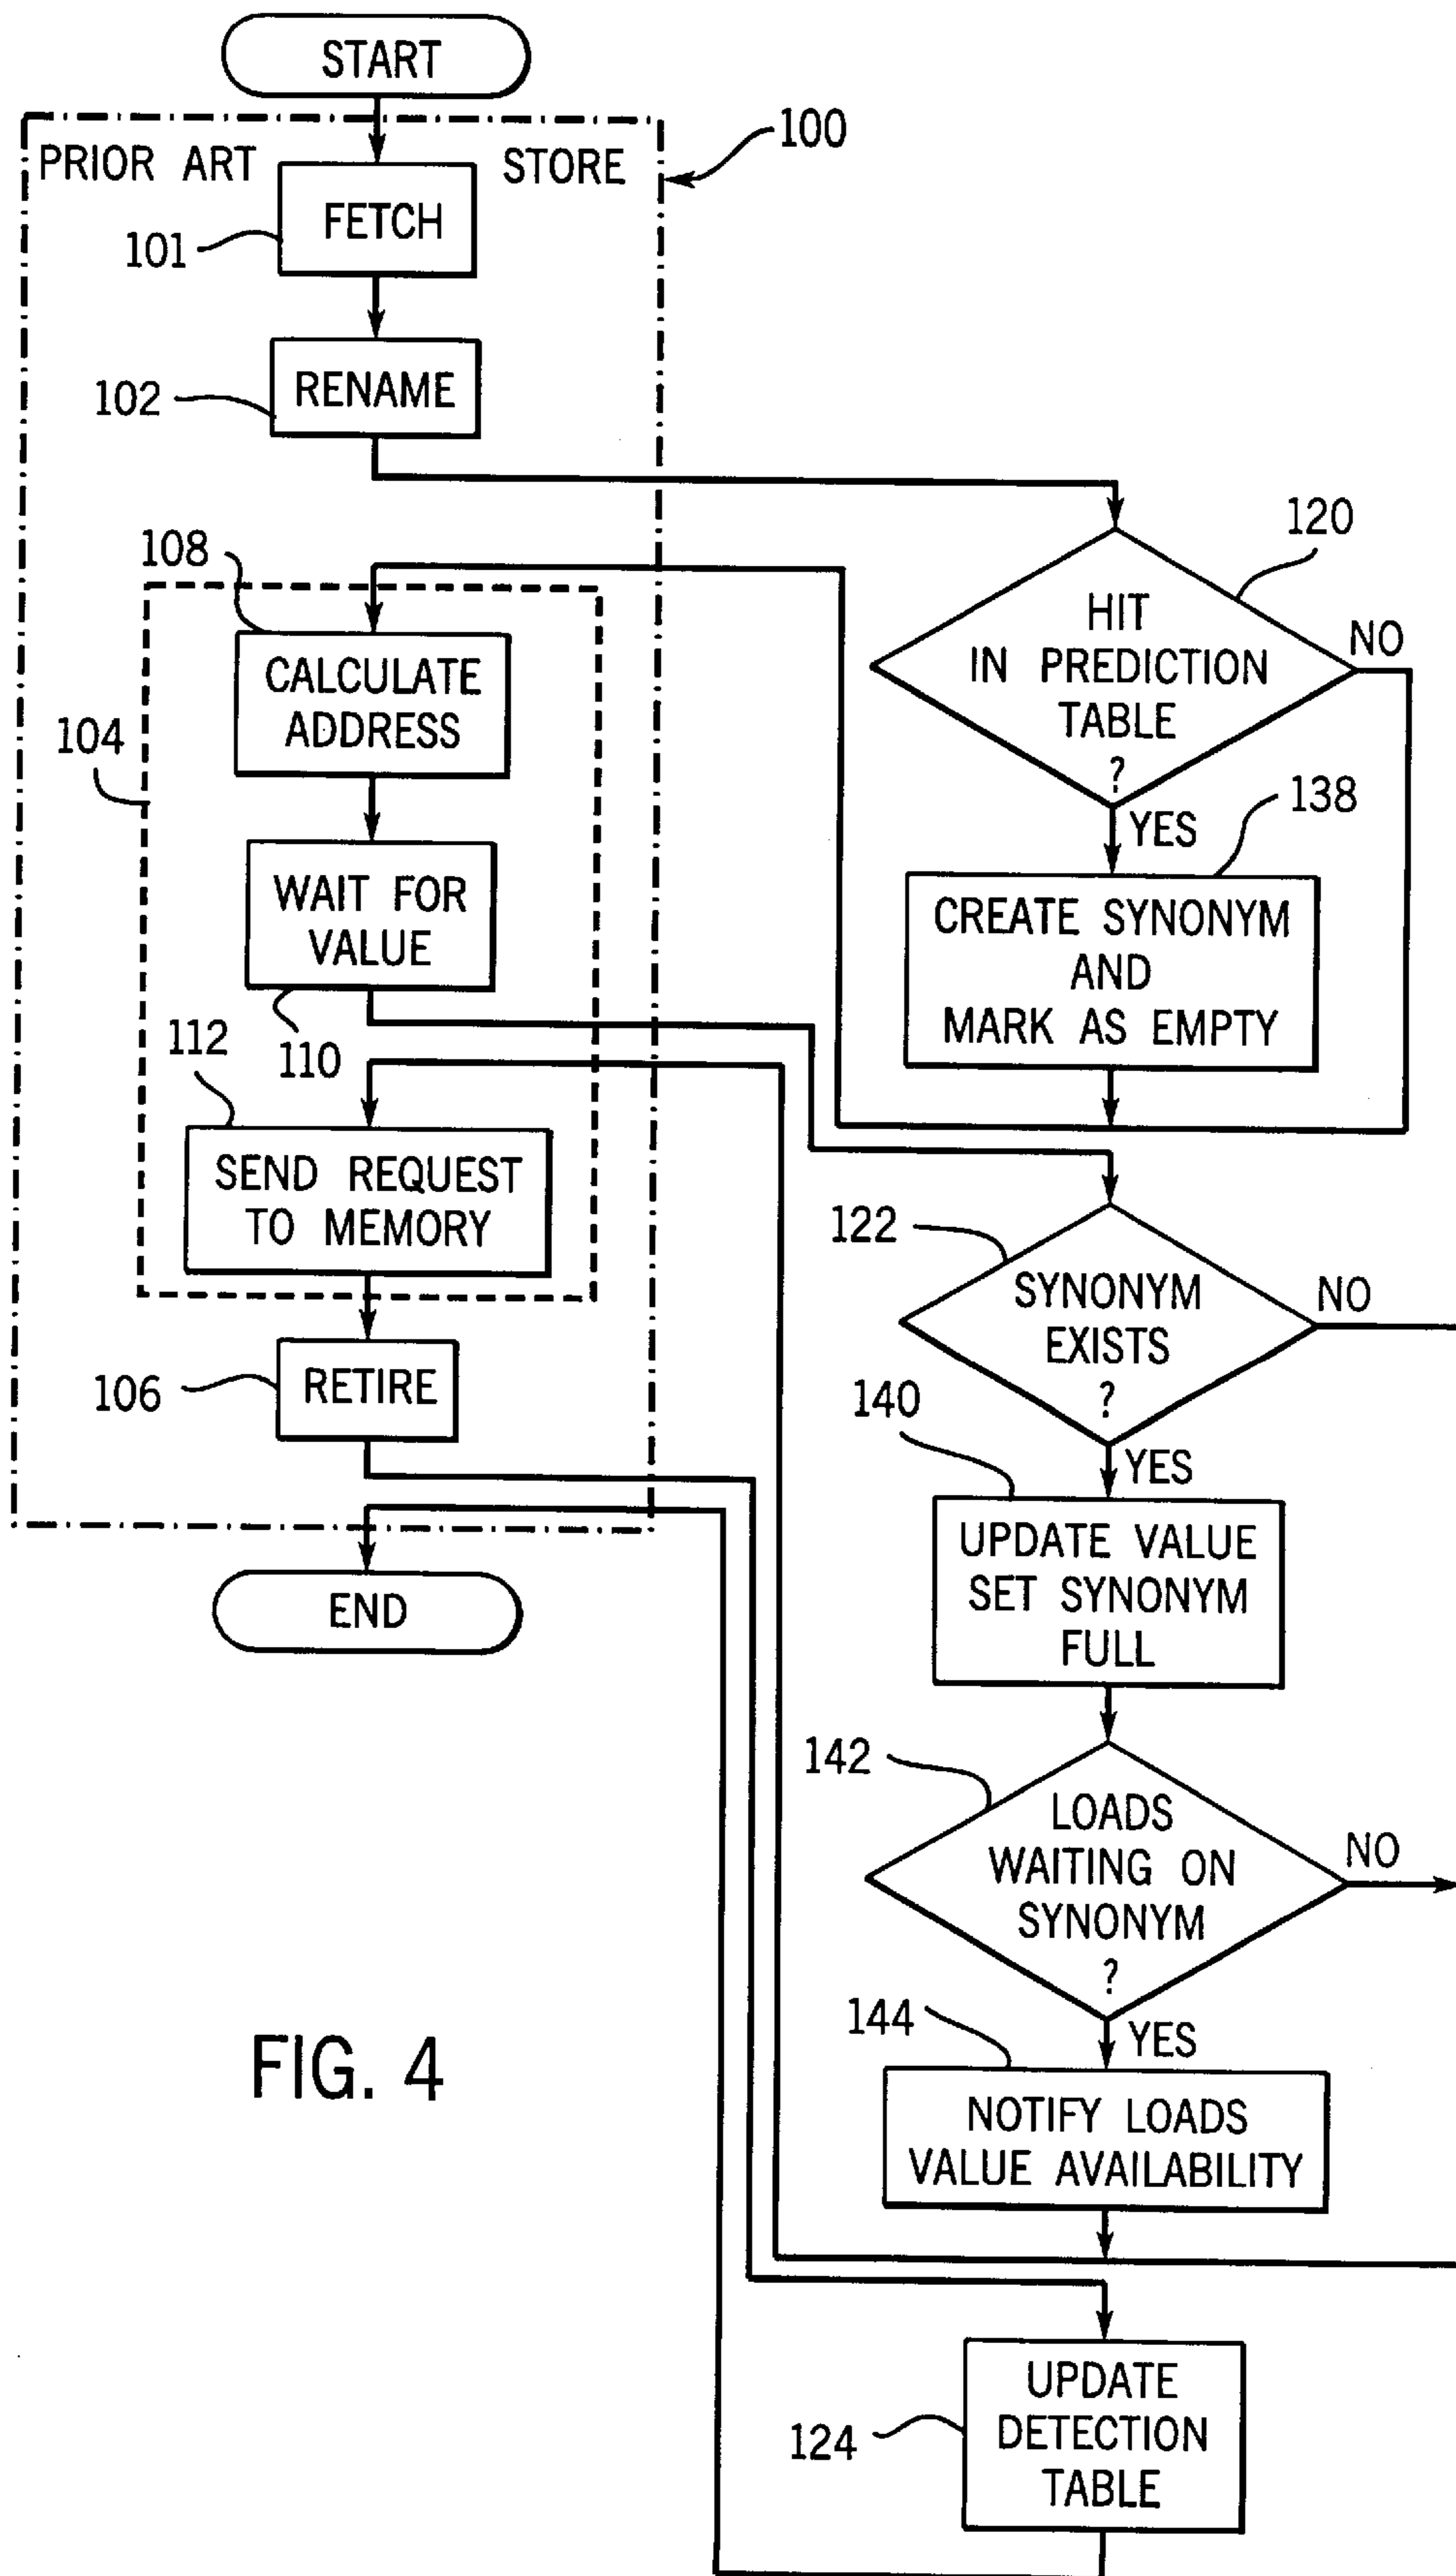 START
100
PRIOR ART
STORE
FETCH
101
RENAME
102
120
108
HIT
IN PREDICTION
TABLE
?
NO
CALCULATE
ADDRESS
104
138
YES
WAIT FOR
VALUE
CREATE SYNONYM
AND
MARK AS EMPTY
112
110
SEND REQUEST
TO MEMORY
122
SYNONYM
EXISTS
?
NO
RETIRE
106
140
YES
UPDATE VALUE
SET SYNONYM
FULL
END
142
LOADS
WAITING ON
SYNONYM
?
NO
144
YES
FIG. 4
NOTIFY LOADS
VALUE AVAILABILITY
UPDATE
DETECTION
TABLE
124